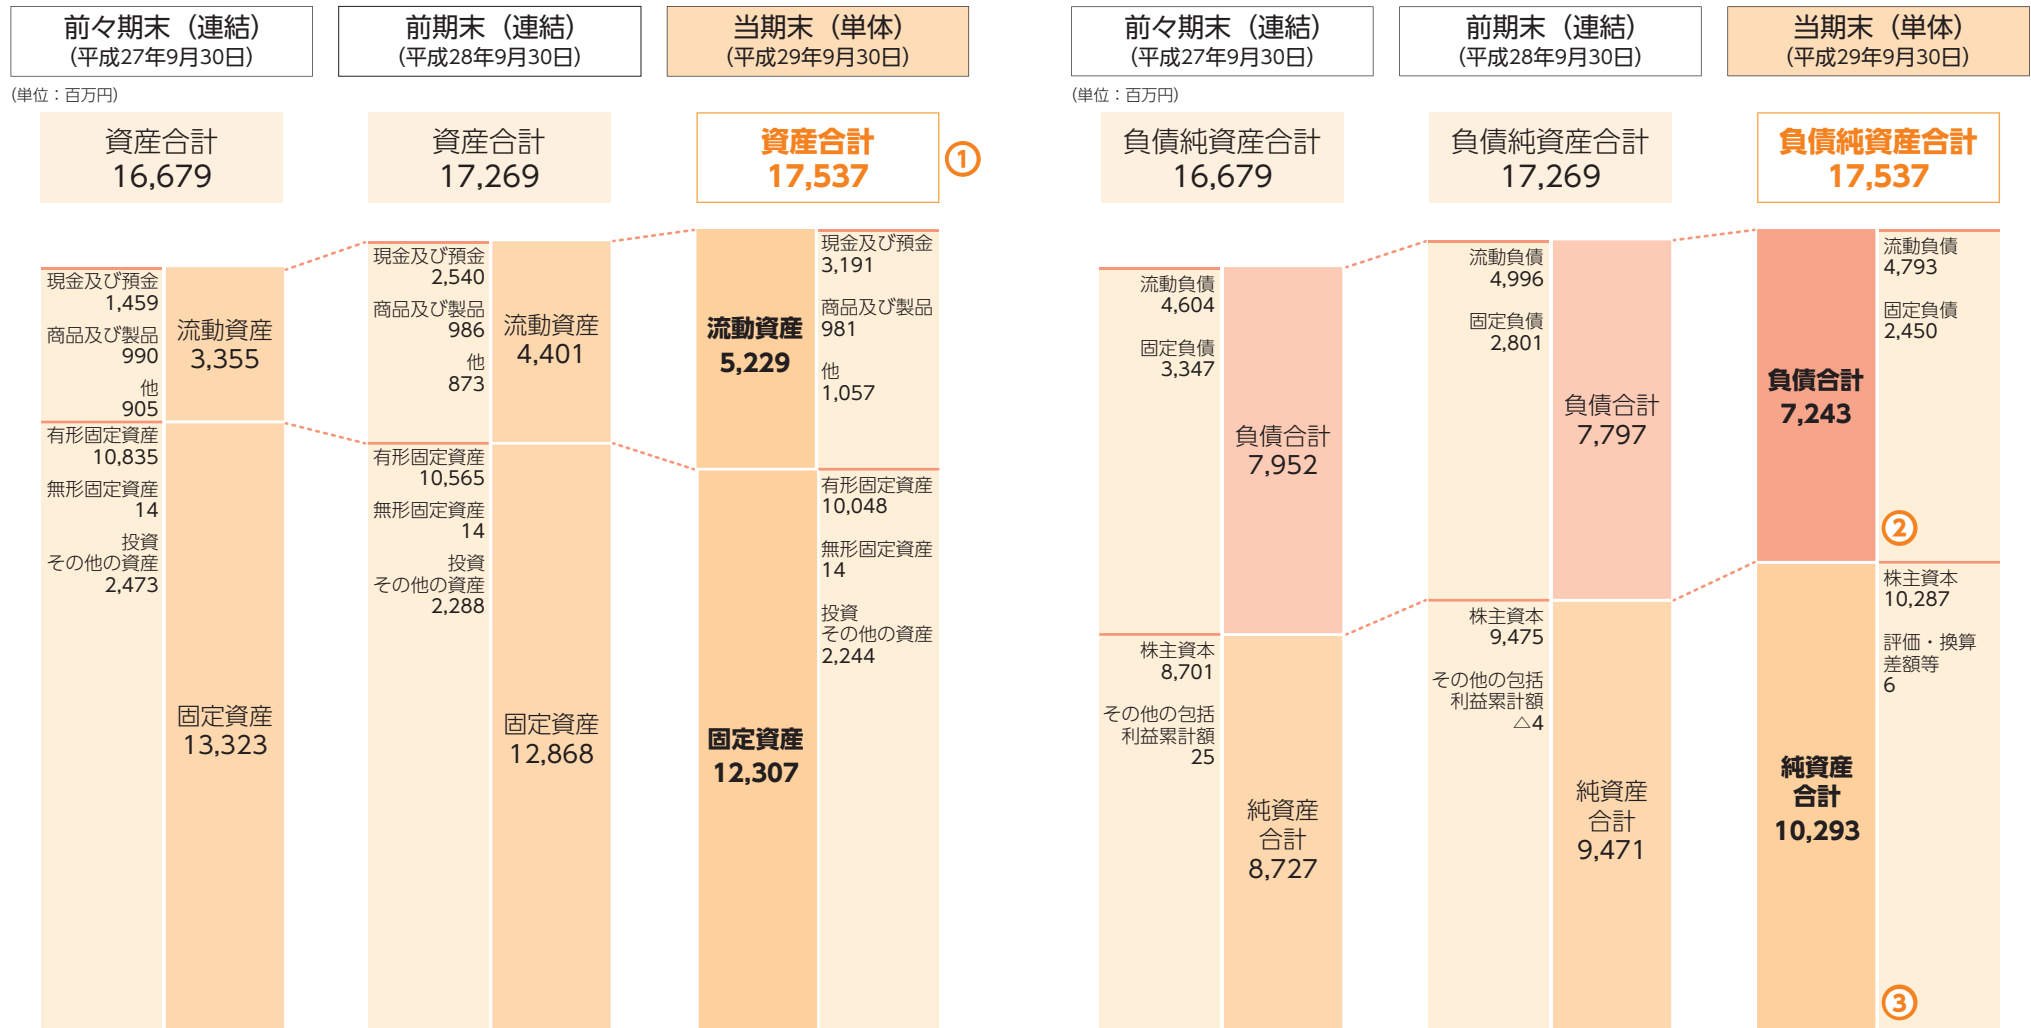 前々期末（連結）
(平成27年9月30日)
前期末（連結）
(平成28年9月30日)
当期末（単体）
(平成29年9月30日)
(単位：百万円)
資産合計
16,679
資産合計
17,269
資産合計
17,537
①
現金及び預金
1,459
商品及び製品
990
他
905
流動資産
3,355
有形固定資産
10,835
無形固定資産
14
投資
その他の資産
2,473
固定資産
13,323
現金及び預金
2,540
商品及び製品
986
他
873
流動資産
4,401
有形固定資産
10,565
無形固定資産
14
投資
その他の資産
2,288
固定資産
12,868
流動資産
5,229
現金及び預金
3,191
商品及び製品
981
他
1,057
固定資産
12,307
有形固定資産
10,048
無形固定資産
14
投資
その他の資産
2,244
前々期末（連結）
(平成27年9月30日)
前期末（連結）
(平成28年9月30日)
当期末（単体）
(平成29年9月30日)
(単位：百万円)
負債純資産合計
16,679
負債純資産合計
17,269
負債純資産合計
17,537
流動負債
4,604
固定負債
3,347
負債合計
7,952
株主資本
8,701
その他の包括
利益累計額
25
純資産
合計
8,727
流動負債
4,996
固定負債
2,801
負債合計
7,797
株主資本
9,475
その他の包括
利益累計額
△4
純資産
合計
9,471
負債合計
7,243
流動負債
4,793
固定負債
2,450
②
純資産
合計
10,293
株主資本
10,287
評価・換算
差額等
6
③